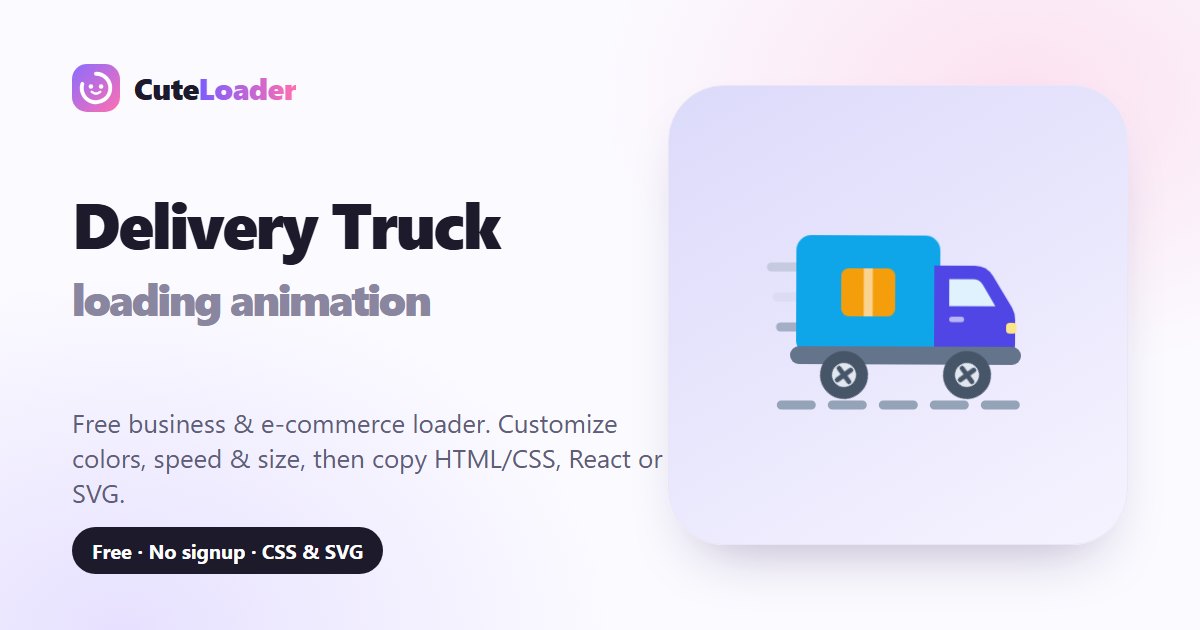 CuteLoader
Delivery Truck
loading animation
Free business & e-commerce loader. Customize
colors, speed & size, then copy HTML/CSS, React or
SVG.
Free · No signup · CSS & SVG